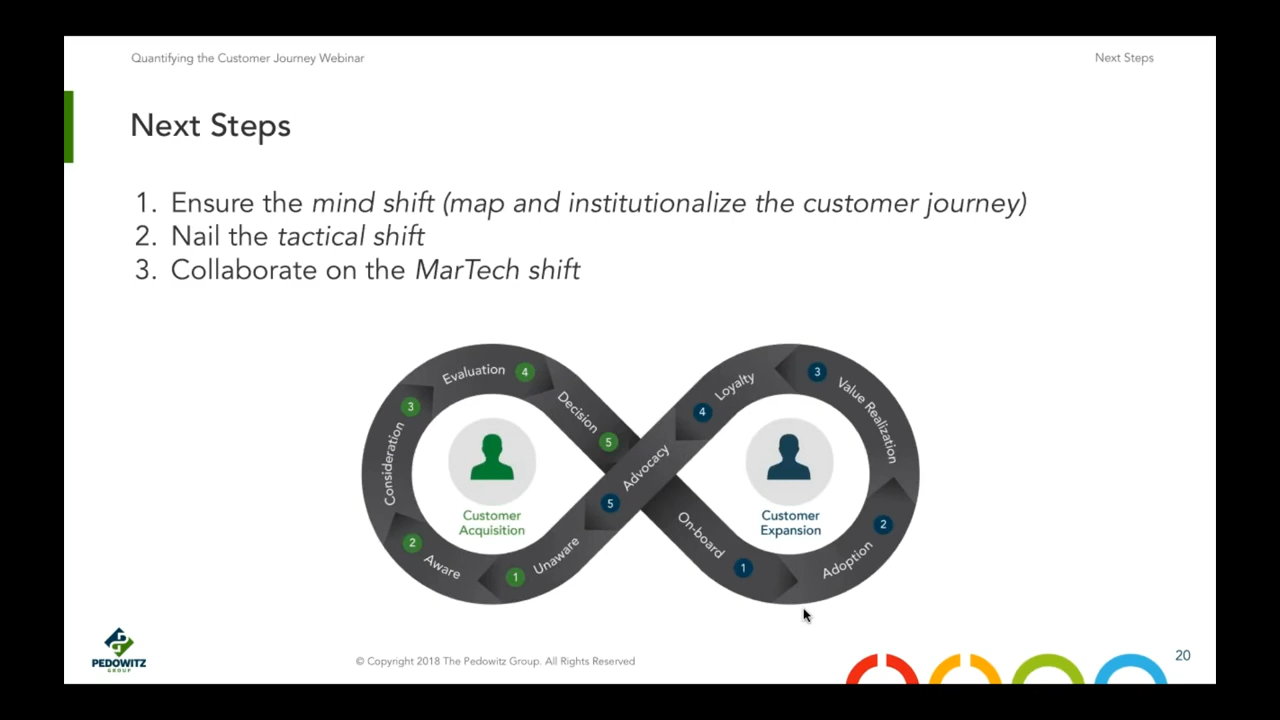 Quantifying the Customer Journey Webinar
Next Steps
Next Steps
1. Ensure the mind shift (map and institutionalize the customer journey)
2. Nail the tactical shift
3. Collaborate on the MarTech shift
Unaware 1
Aware 2
Consideration 3
Evaluation 4
Decision 5
Customer
Acquisition
On-board 1
Adoption 2
Value Realization 3
Loyalty 4
Advocacy 5
Customer
Expansion
PEDOWITZ
GROUP
© Copyright 2018 The Pedowitz Group. All Rights Reserved
20